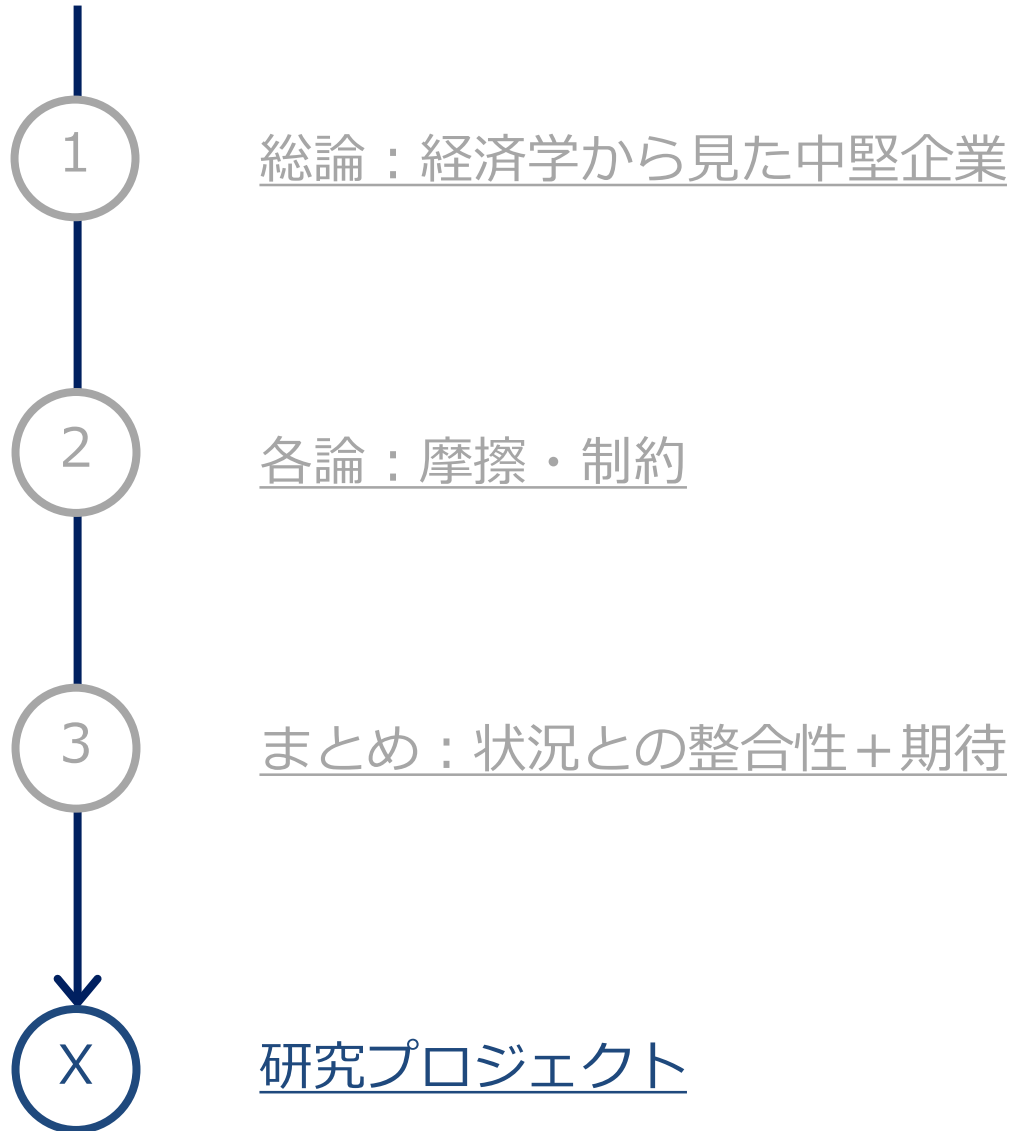 1
総論：経済学から見た中堅企業
2
各論：摩擦・制約
3
まとめ：状況との整合性＋期待
X
研究プロジェクト